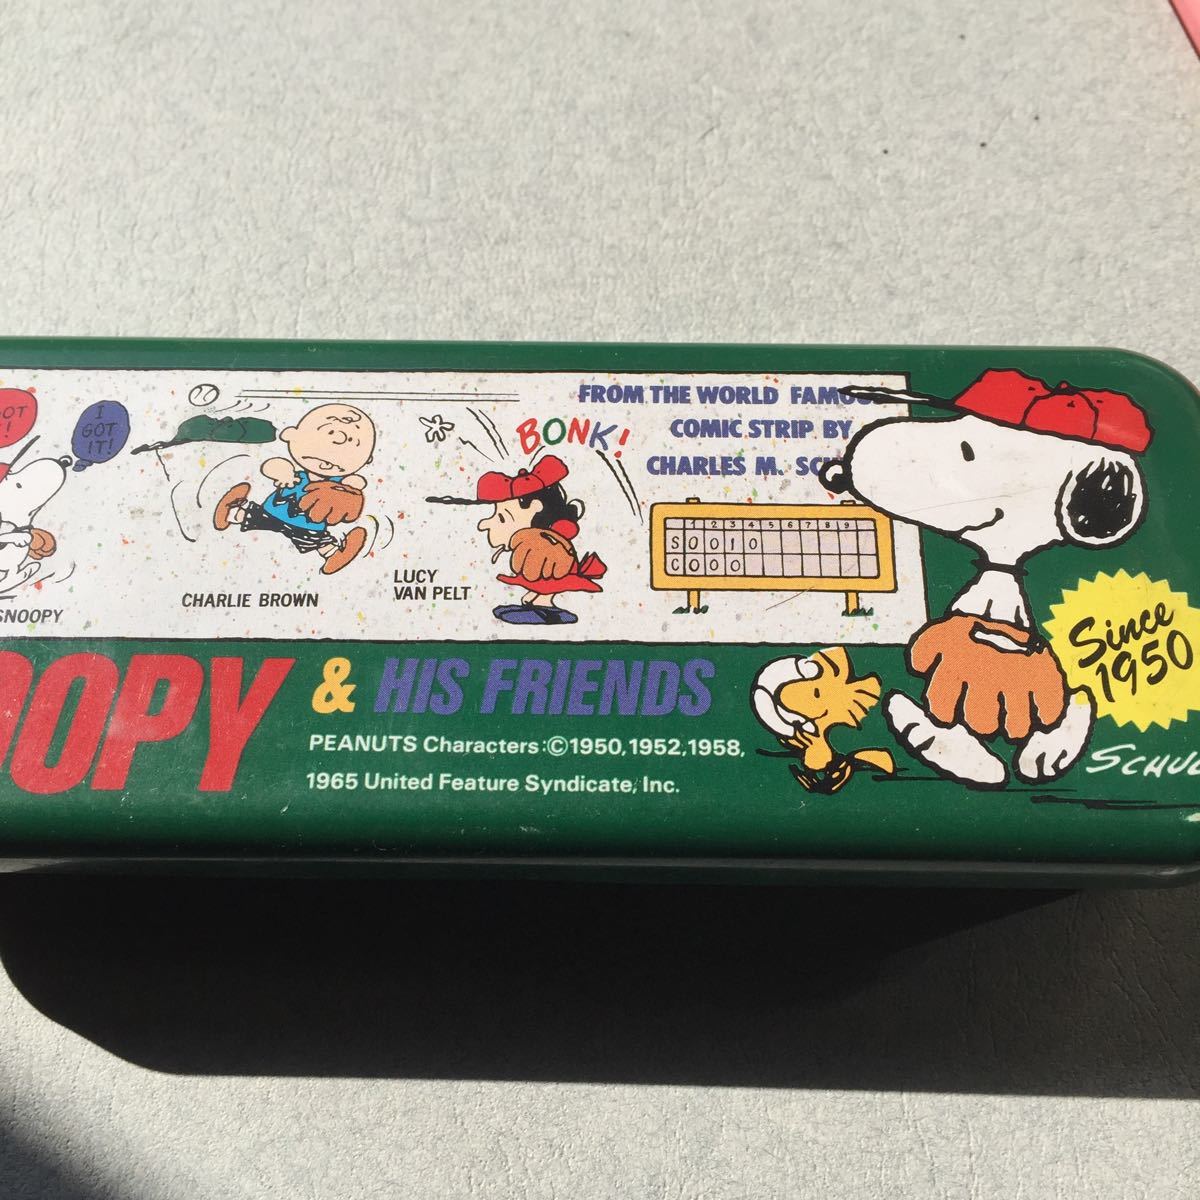 I
GOT
IT!
BONK!
FROM THE WORLD
COMIC STRIP BY
CHARLES M.
1 2 3 4 5 6 7 8 9
S 0 0 1 0
C 0 0 0
SNOOPY
CHARLIE BROWN
LUCY
VAN PELT
Since
1950
& HIS FRIENDS
PEANUTS Characters:©1950,1952,1958,
1965 United Feature Syndicate, Inc.